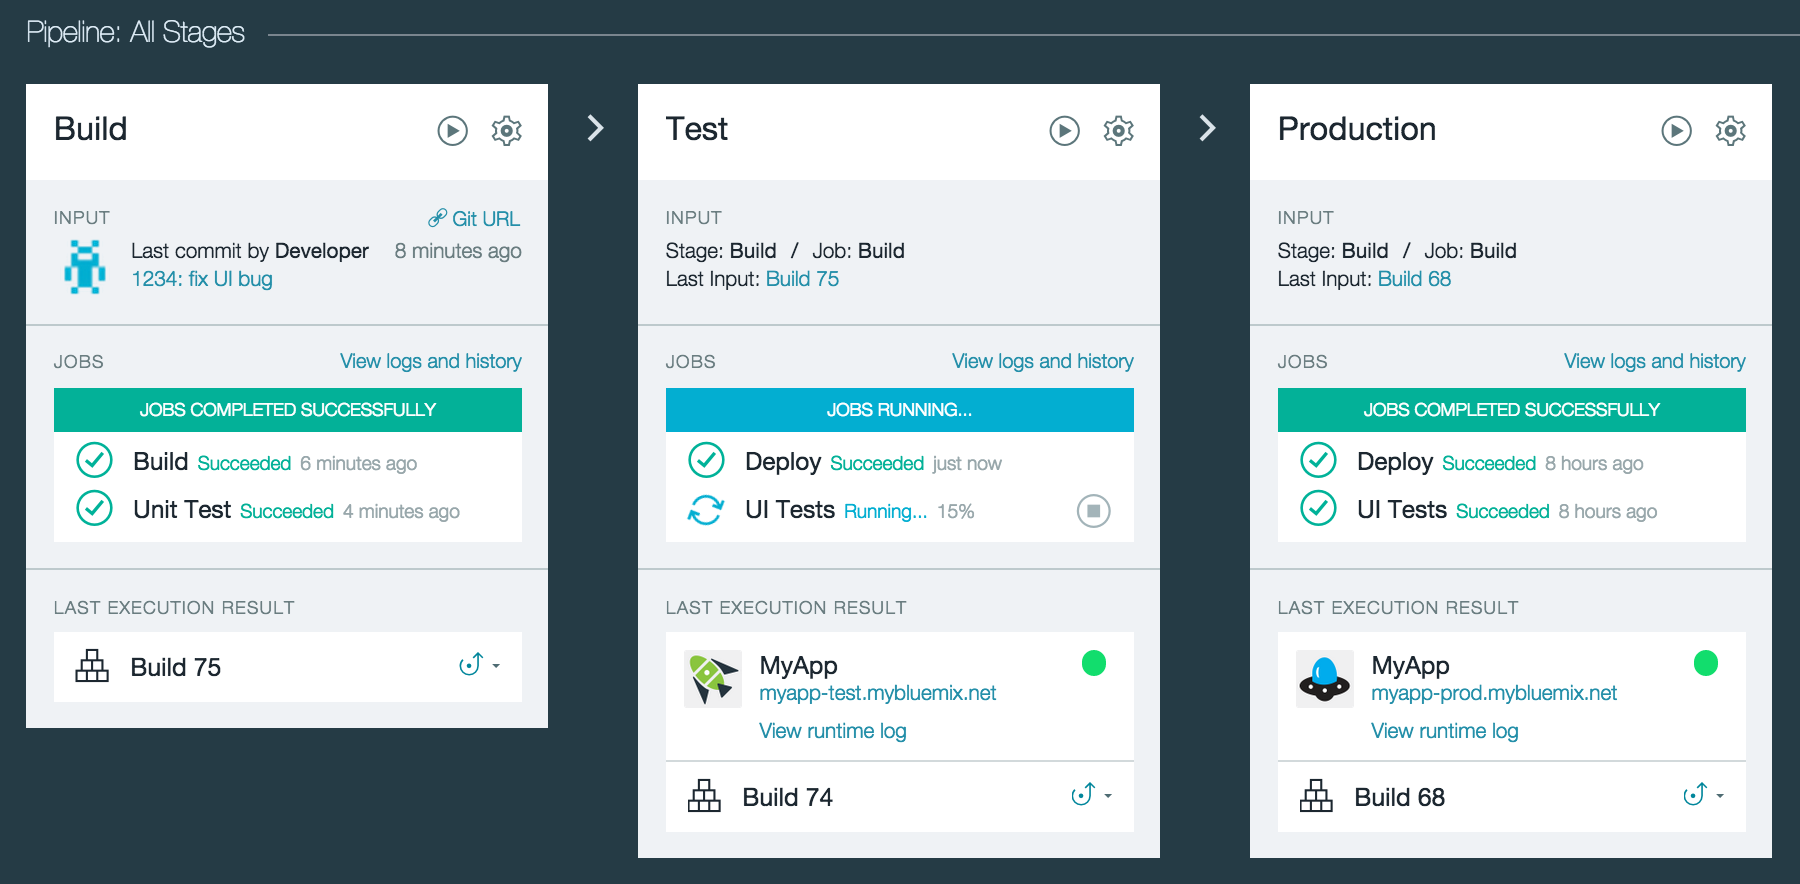 Pipeline: All Stages
Build
INPUT
Git URL
Last commit by Developer 8 minutes ago
1234: fix UI bug
JOBS
View logs and history
JOBS COMPLETED SUCCESSFULLY
Build Succeeded 6 minutes ago
Unit Test Succeeded 4 minutes ago
LAST EXECUTION RESULT
Build 75
Test
INPUT
Stage: Build / Job: Build
Last Input: Build 75
JOBS
View logs and history
JOBS RUNNING...
Deploy Succeeded just now
UI Tests Running... 15%
LAST EXECUTION RESULT
MyApp
myapp-test.mybluemix.net
View runtime log
Build 74
Production
INPUT
Stage: Build / Job: Build
Last Input: Build 68
JOBS
View logs and history
JOBS COMPLETED SUCCESSFULLY
Deploy Succeeded 8 hours ago
UI Tests Succeeded 8 hours ago
LAST EXECUTION RESULT
MyApp
myapp-prod.mybluemix.net
View runtime log
Build 68